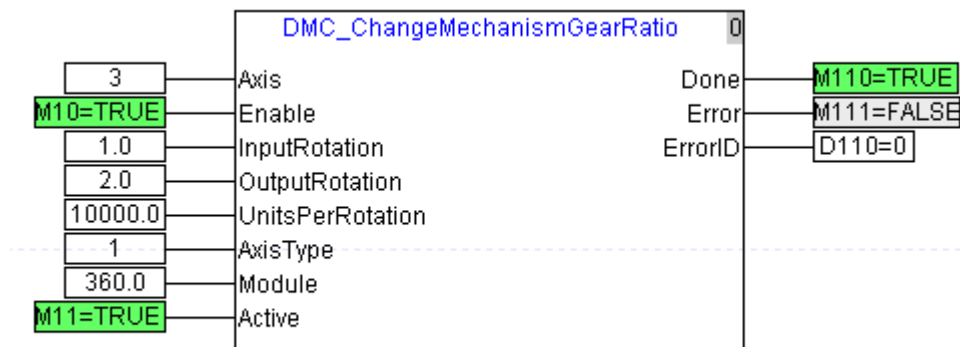 DMC_ChangeMechanismGearRatio 0
3 Axis Done M110=TRUE
M10=TRUE Enable Error M111=FALSE
1.0 InputRotation ErrorID D110=0
2.0 OutputRotation
10000.0 UnitsPerRotation
1 AxisType
360.0 Module
M11=TRUE Active